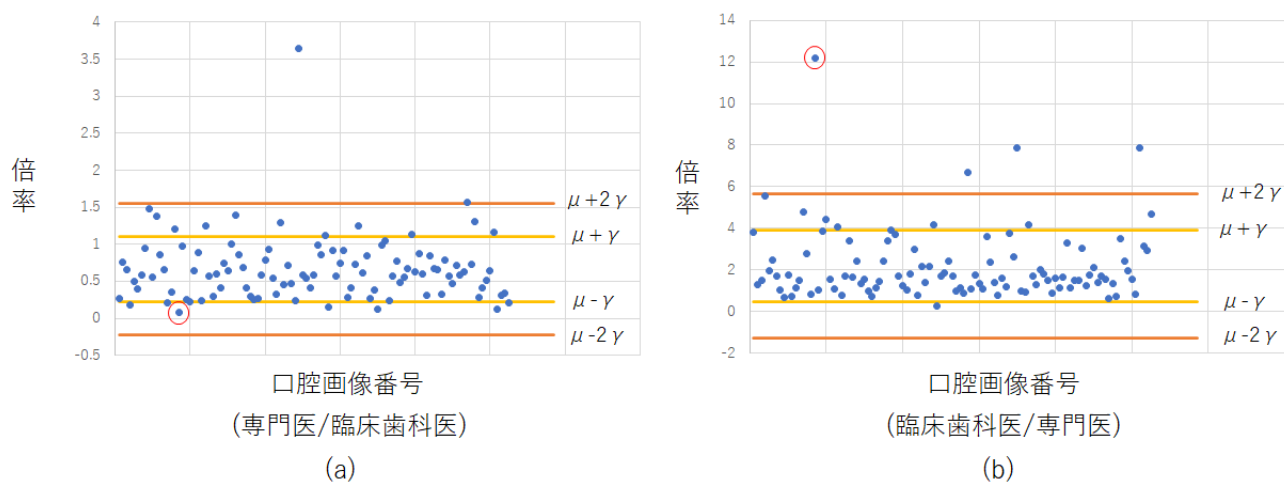 4
3.5
3
2.5
2
1.5
1
0.5
0
-0.5
倍率
μ+2γ
μ+γ
μ-γ
μ-2γ
口腔画像番号
(専門医/臨床歯科医)
(a)
14
12
10
8
6
4
2
0
-2
倍率
μ+2γ
μ+γ
μ-γ
μ-2γ
口腔画像番号
(臨床歯科医/専門医)
(b)